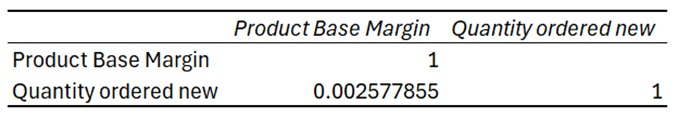 Product Base Margin Quantity ordered new
Product Base Margin 1
Quantity ordered new 0.002577855 1